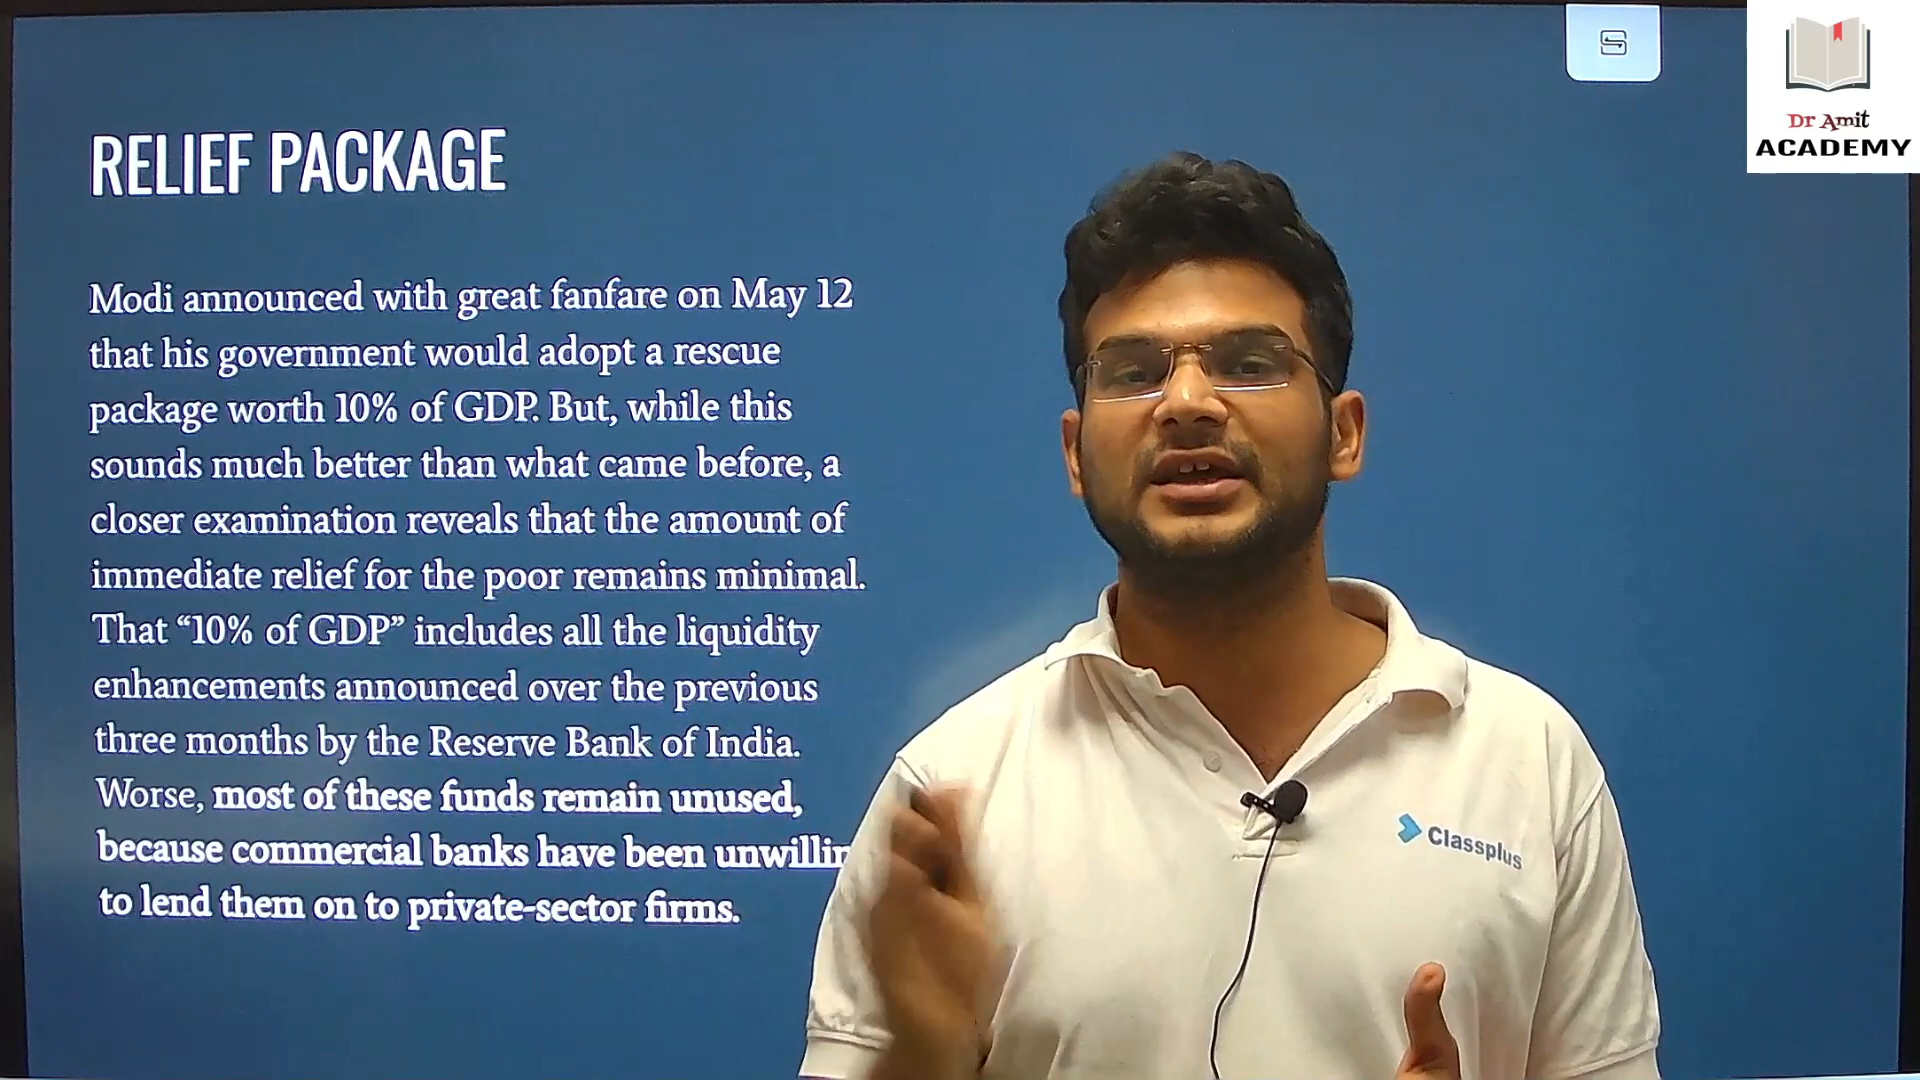 RELIEF PACKAGE
Modi announced with great fanfare on May 12
that his government would adopt a rescue
package worth 10% of GDP. But, while this
sounds much better than what came before, a
closer examination reveals that the amount of
immediate relief for the poor remains minimal.
That “10% of GDP” includes all the liquidity
enhancements announced over the previous
three months by the Reserve Bank of India.
Worse, most of these funds remain unused,
because commercial banks have been unwillin
to lend them on to private-sector firms.
Dr Amit
ACADEMY
Classplus